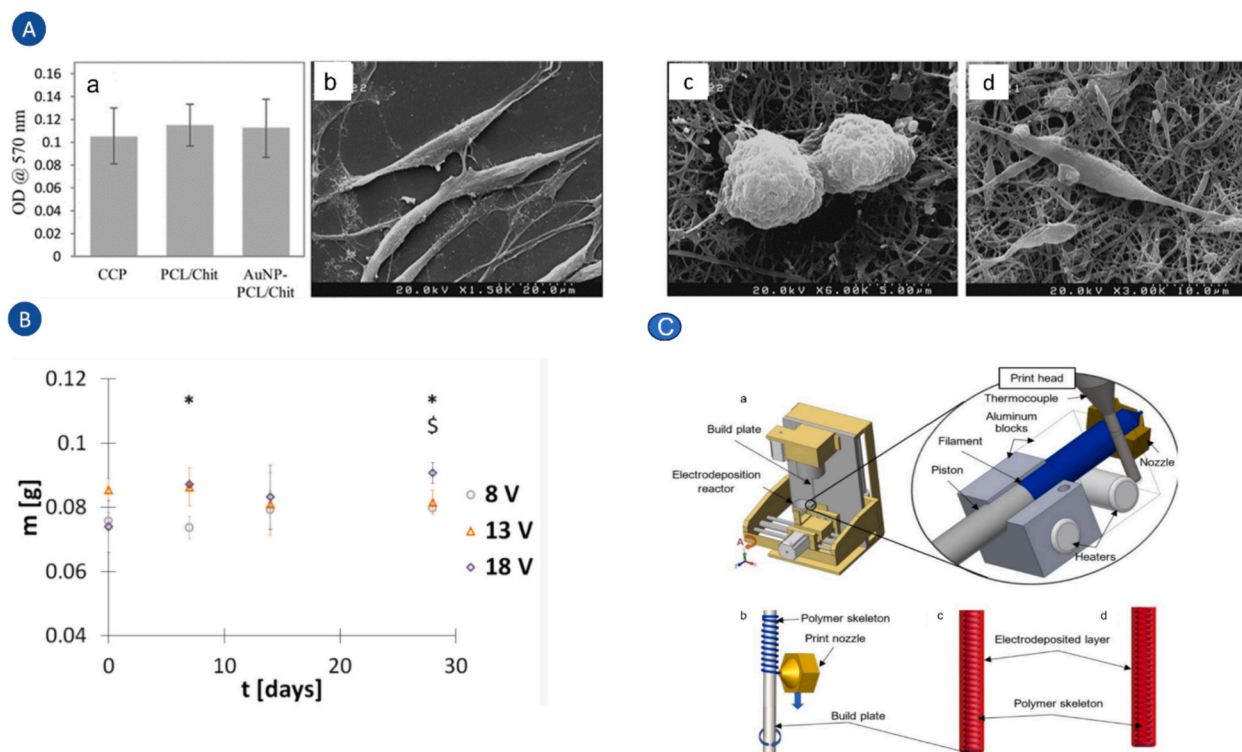 A
a
0.16
0.14
0.12
0.1
0.08
0.06
0.04
0.02
0
OD @ 570 nm
CCP
PCL/Chit
AuNP-
PCL/Chit
b
20.0kV X1.50K 20.0µm
c
20.0kV X6.00K 5.00µm
d
20.0kV X3.00K 10.0µm
B
0.12
0.1
0.08
0.06
0.04
m [g]
*
*
$
8 V
13 V
18 V
0
10
20
30
t [days]
C
a
Build plate
Electrodeposition
reactor
A
Print head
Thermocouple
Aluminum
blocks
Filament
Piston
Nozzle
Heaters
b
Polymer skeleton
Print nozzle
Build plate
c
d
Electrodeposited layer
Polymer skeleton